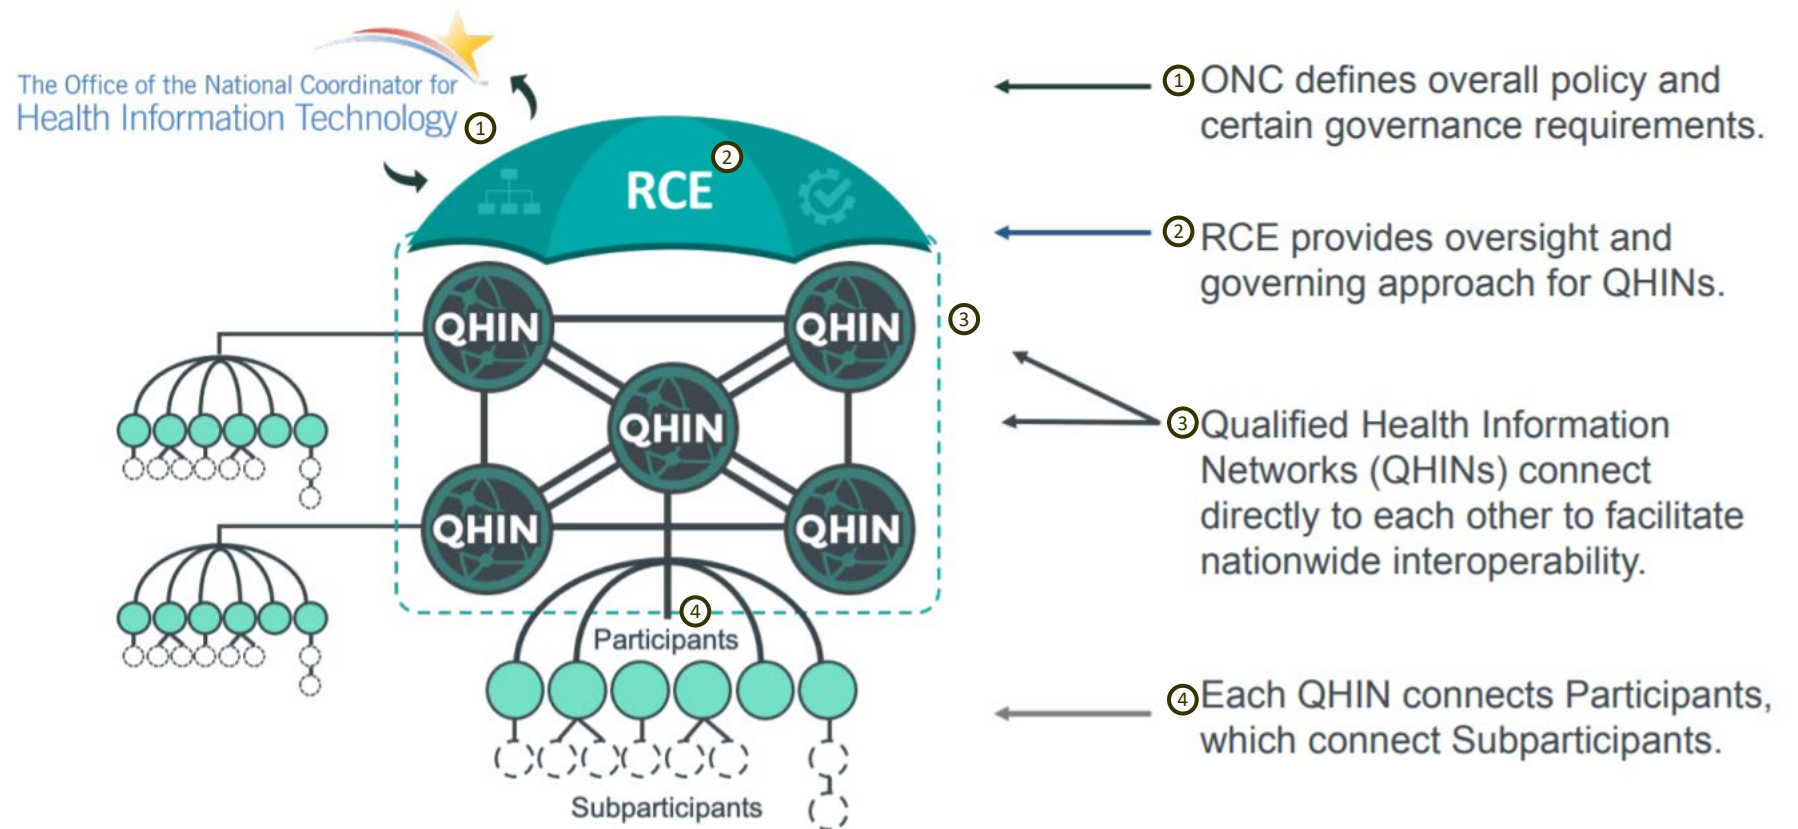 The Office of the National Coordinator for
Health Information Technology
1
RCE
2
QHIN
QHIN
3
QHIN
QHIN
QHIN
4
Participants
Subparticipants
1 ONC defines overall policy and
certain governance requirements.
2 RCE provides oversight and
governing approach for QHINs.
3 Qualified Health Information
Networks (QHINs) connect
directly to each other to facilitate
nationwide interoperability.
4 Each QHIN connects Participants,
which connect Subparticipants.